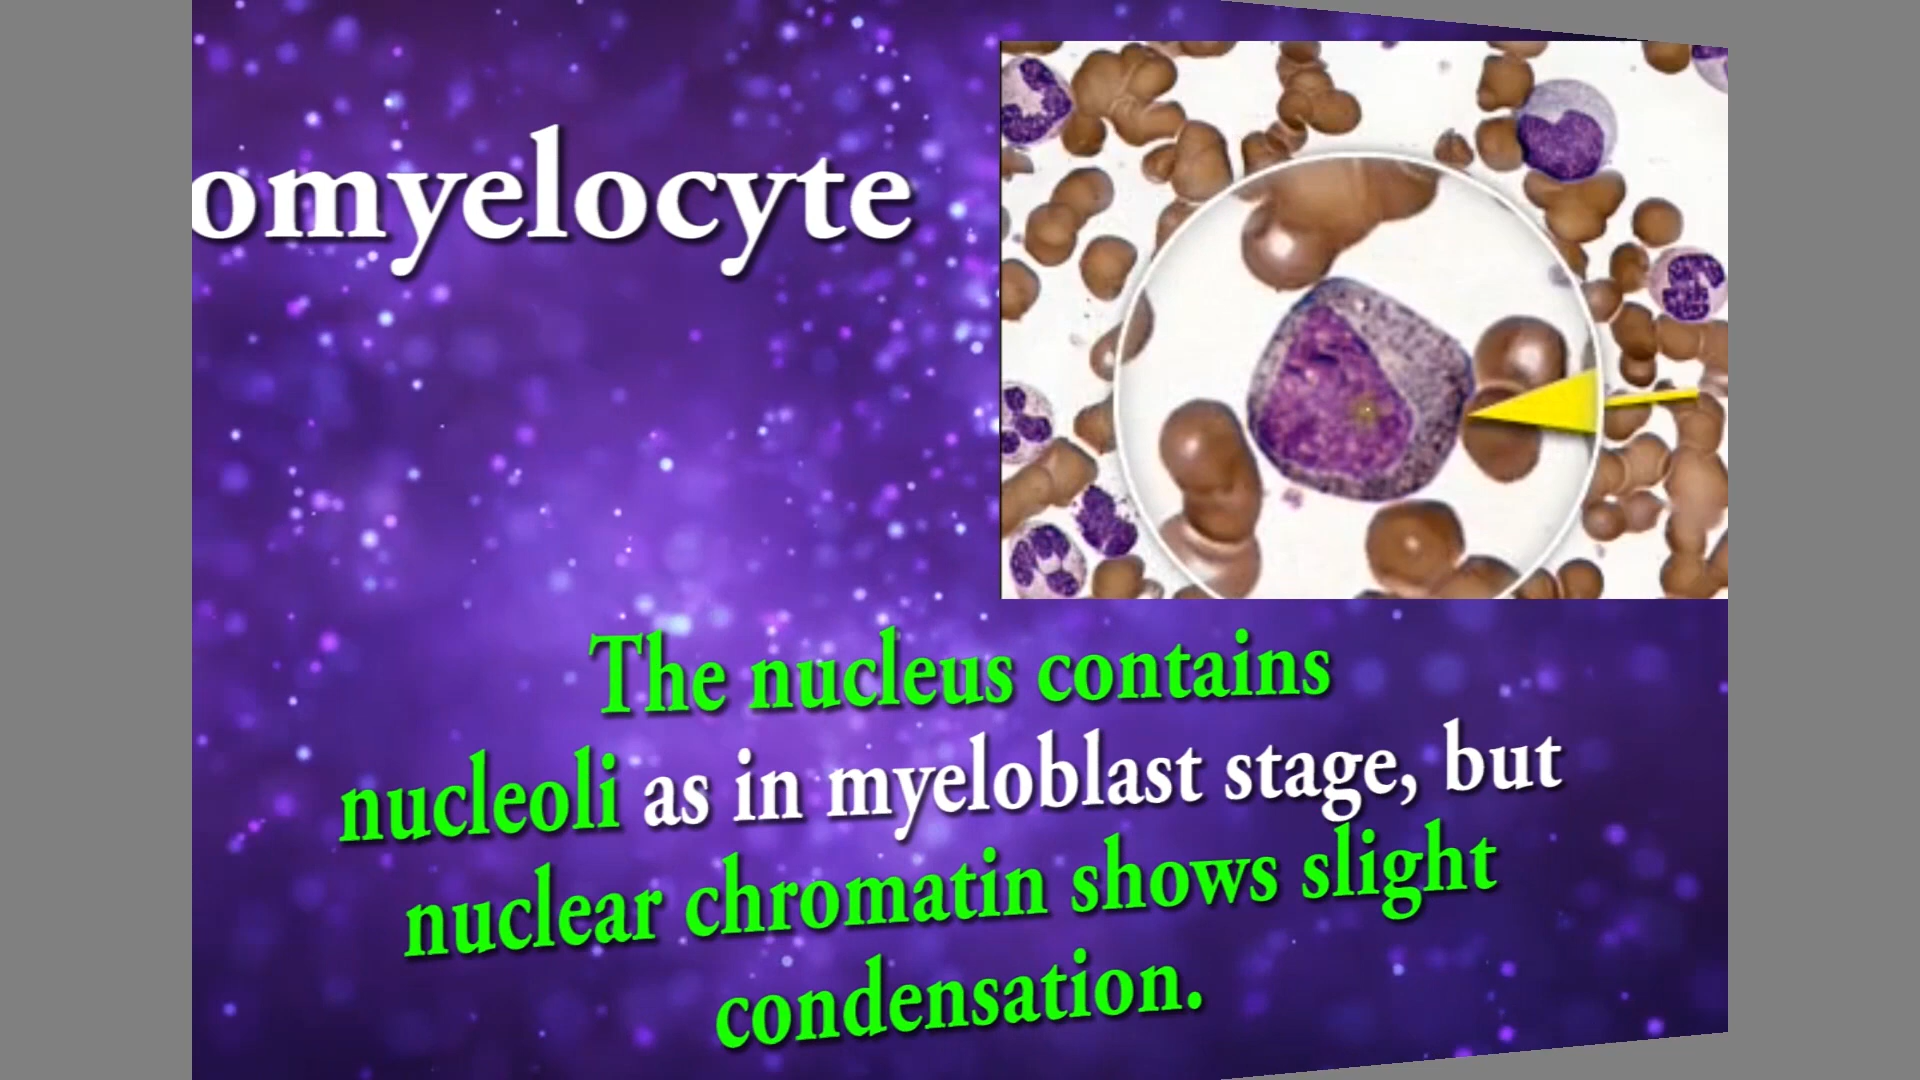 omyelocyte
The nucleus contains
nucleoli as in myeloblast stage, but
nuclear chromatin shows slight
condensation.